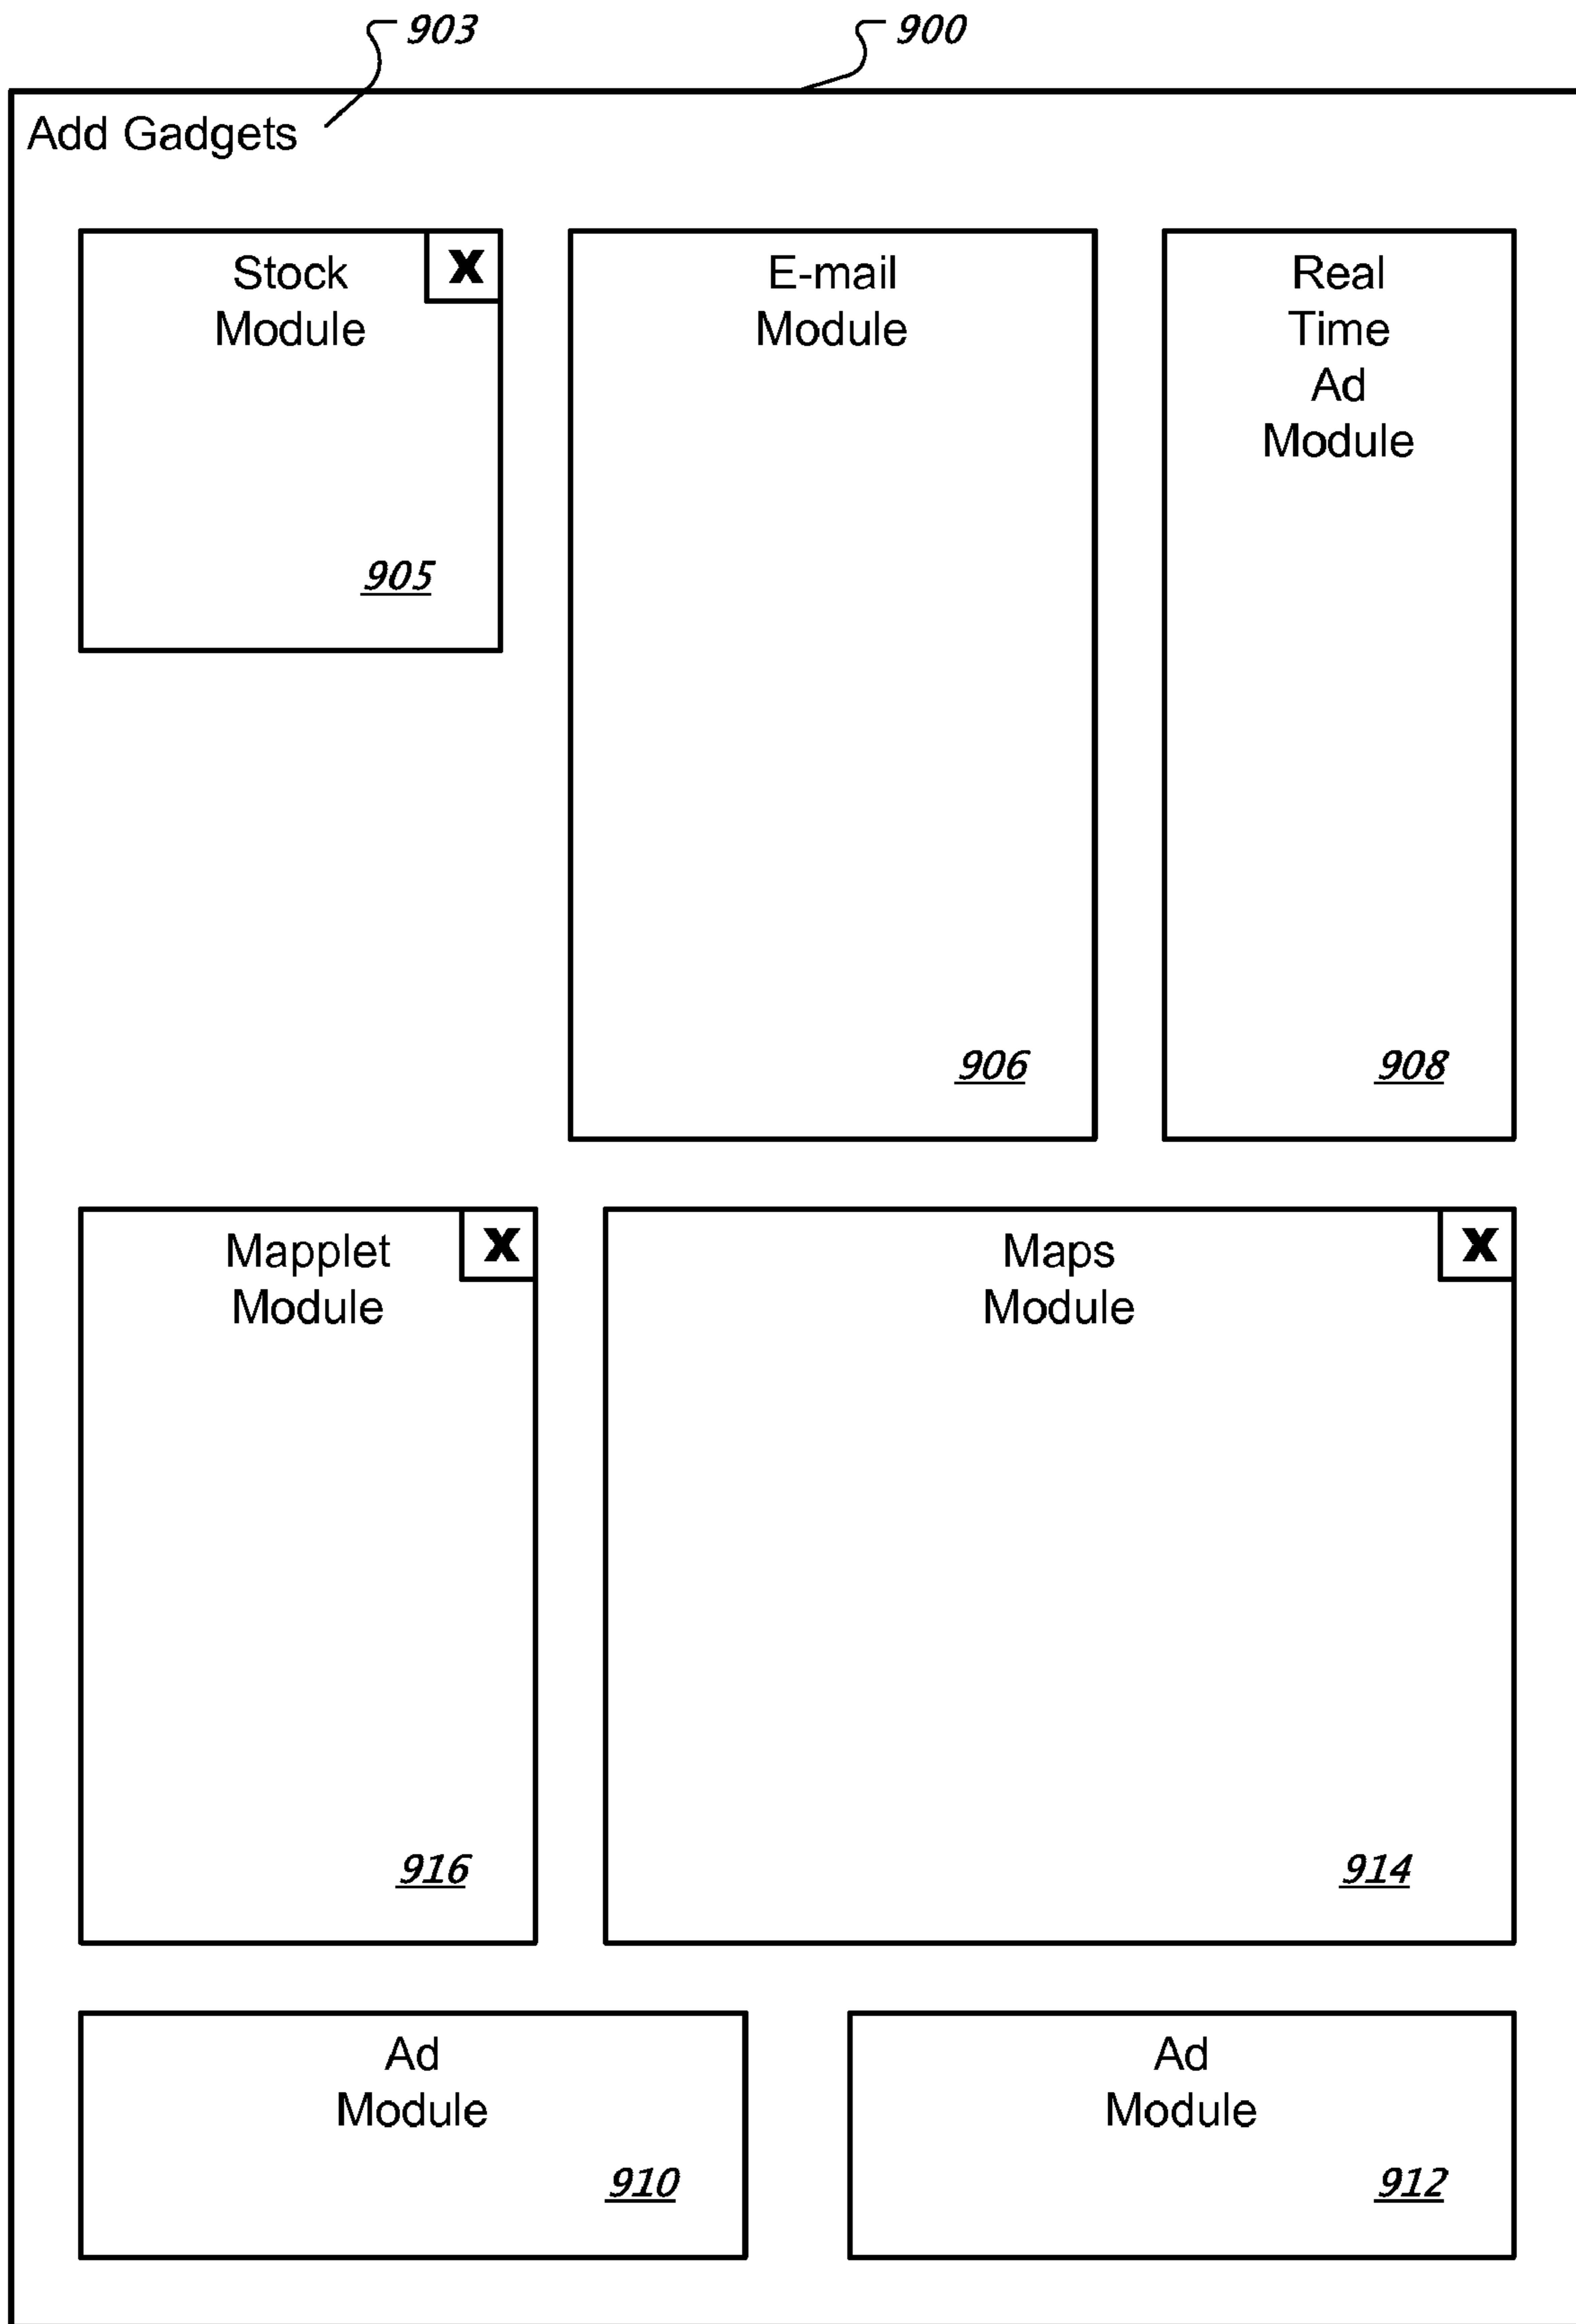 903
900
Add Gadgets
Stock
Module
X
905
E-mail
Module
906
Real
Time
Ad
Module
908
Mapplet
Module
X
916
Maps
Module
X
914
Ad
Module
910
Ad
Module
912